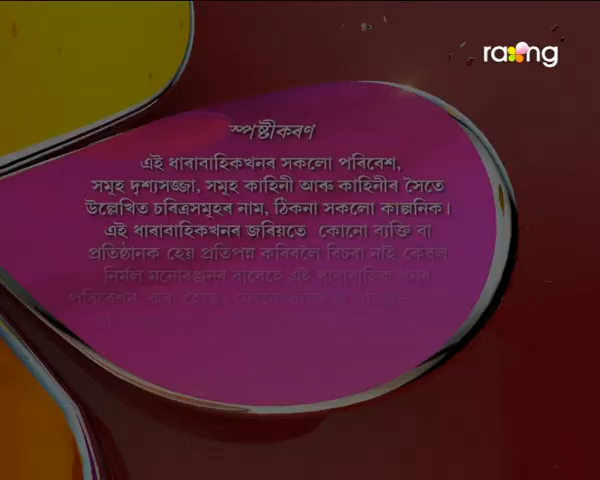 rang
স্পষ্টীকৰণ
এই ধাৰাবাহিকখনৰ সকলো পৰিবেশ,
সমূহ দৃশ্যসজ্জা, সমূহ কাহিনী আৰু কাহিনীৰ সৈতে
উল্লেখিত চৰিত্ৰসমূহৰ নাম, ঠিকনা সকলো কাল্পনিক।
এই ধাৰাবাহিকখনৰ জৰিয়তে কোনো ব্যক্তি বা
প্ৰতিষ্ঠানক হেয় প্ৰতিপন্ন কৰিবলৈ বিচৰা নাই কেৱল
নিৰ্মল মনোৰঞ্জনৰ বাবেতে এই ধাৰাবাহিক খনৰ